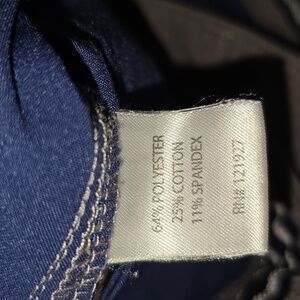 64% POLYESTER
25% COTTON
11% SPANDEX
RN# 121927